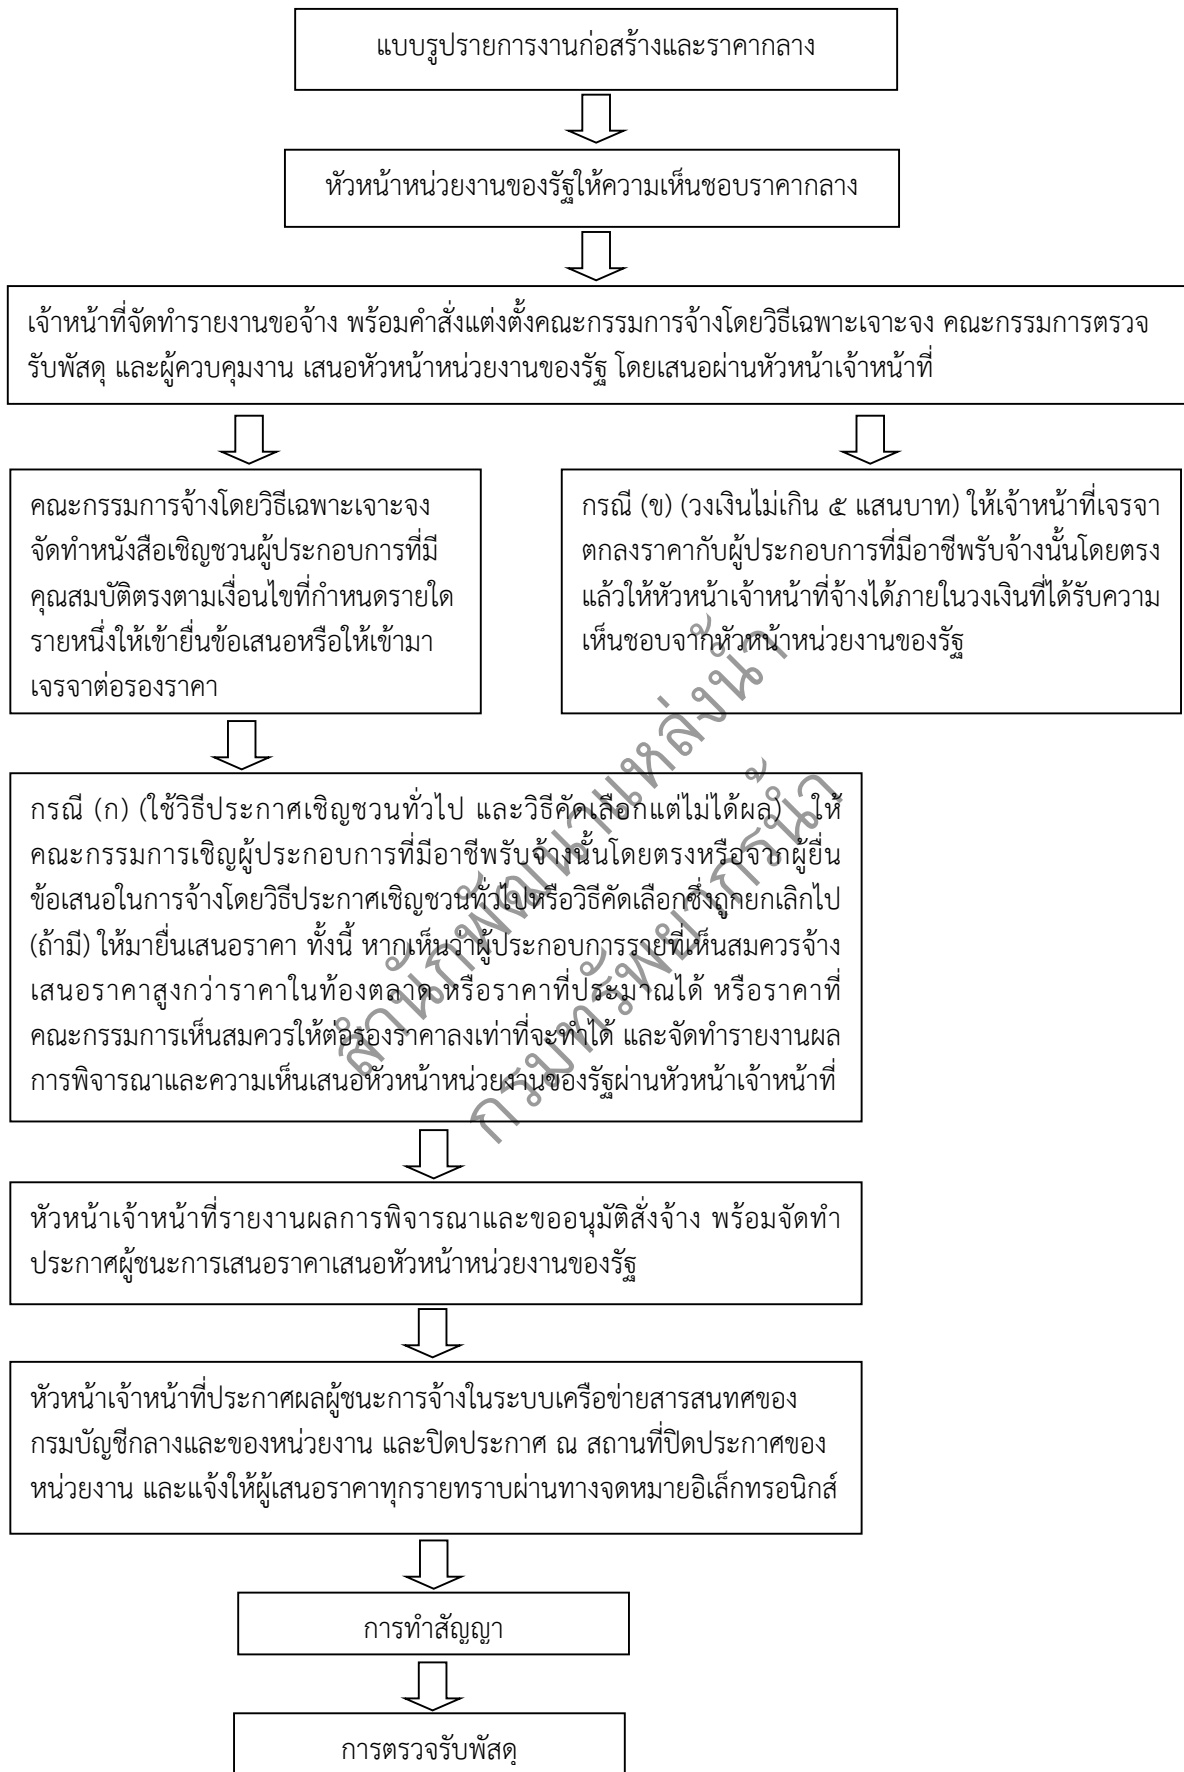 แบบรูปรายการงานก่อสร้างและราคากลาง
หัวหน้าหน่วยงานของรัฐให้ความเห็นชอบราคากลาง
เจ้าหน้าที่จัดทำรายงานขอจ้าง พร้อมคำสั่งแต่งตั้งคณะกรรมการจ้างโดยวิธีเฉพาะเจาะจง คณะกรรมการตรวจ
รับพัสดุ และผู้ควบคุมงาน เสนอหัวหน้าหน่วยงานของรัฐ โดยเสนอผ่านหัวหน้าเจ้าหน้าที่
คณะกรรมการจ้างโดยวิธีเฉพาะเจาะจง
จัดทำหนังสือเชิญชวนผู้ประกอบการที่มี
คุณสมบัติตรงตามเงื่อนไขที่กำหนดรายใด
รายหนึ่งให้เข้ายื่นข้อเสนอหรือให้เข้ามา
เจรจาต่อรองราคา
กรณี (ข) (วงเงินไม่เกิน ๕ แสนบาท) ให้เจ้าหน้าที่เจรจา
ตกลงราคากับผู้ประกอบการที่มีอาชีพรับจ้างนั้นโดยตรง
แล้วให้หัวหน้าเจ้าหน้าที่จ้างได้ภายในวงเงินที่ได้รับความ
เห็นชอบจากหัวหน้าหน่วยงานของรัฐ
กรณี (ก) (ใช้วิธีประกาศเชิญชวนทั่วไป และวิธีคัดเลือกแต่ไม่ได้ผล) ให้
คณะกรรมการเชิญผู้ประกอบการที่มีอาชีพรับจ้างนั้นโดยตรงหรือจากผู้ยื่น
ข้อเสนอในการจ้างโดยวิธีประกาศเชิญชวนทั่วไปหรือวิธีคัดเลือกซึ่งถูกยกเลิกไป
(ถ้ามี) ให้มายื่นเสนอราคา ทั้งนี้ หากเห็นว่าผู้ประกอบการรายที่เห็นสมควรจ้าง
เสนอราคาสูงกว่าราคาในท้องตลาด หรือราคาที่ประมาณได้ หรือราคาที่
คณะกรรมการเห็นสมควรให้ต่อรองราคาลงเท่าที่จะทำได้ และจัดทำรายงานผล
การพิจารณาและความเห็นเสนอหัวหน้าหน่วยงานของรัฐผ่านหัวหน้าเจ้าหน้าที่
สำนักพัฒนาแหล่งน้ำ
กรมทรัพยากรน้ำ
หัวหน้าเจ้าหน้าที่รายงานผลการพิจารณาและขออนุมัติสั่งจ้าง พร้อมจัดทำ
ประกาศผู้ชนะการเสนอราคาเสนอหัวหน้าหน่วยงานของรัฐ
หัวหน้าเจ้าหน้าที่ประกาศผลผู้ชนะการจ้างในระบบเครือข่ายสารสนทศของ
กรมบัญชีกลางและของหน่วยงาน และปิดประกาศ ณ สถานที่ปิดประกาศของ
หน่วยงาน และแจ้งให้ผู้เสนอราคาทุกรายทราบผ่านทางจดหมายอิเล็กทรอนิกส์
การทำสัญญา
การตรวจรับพัสดุ